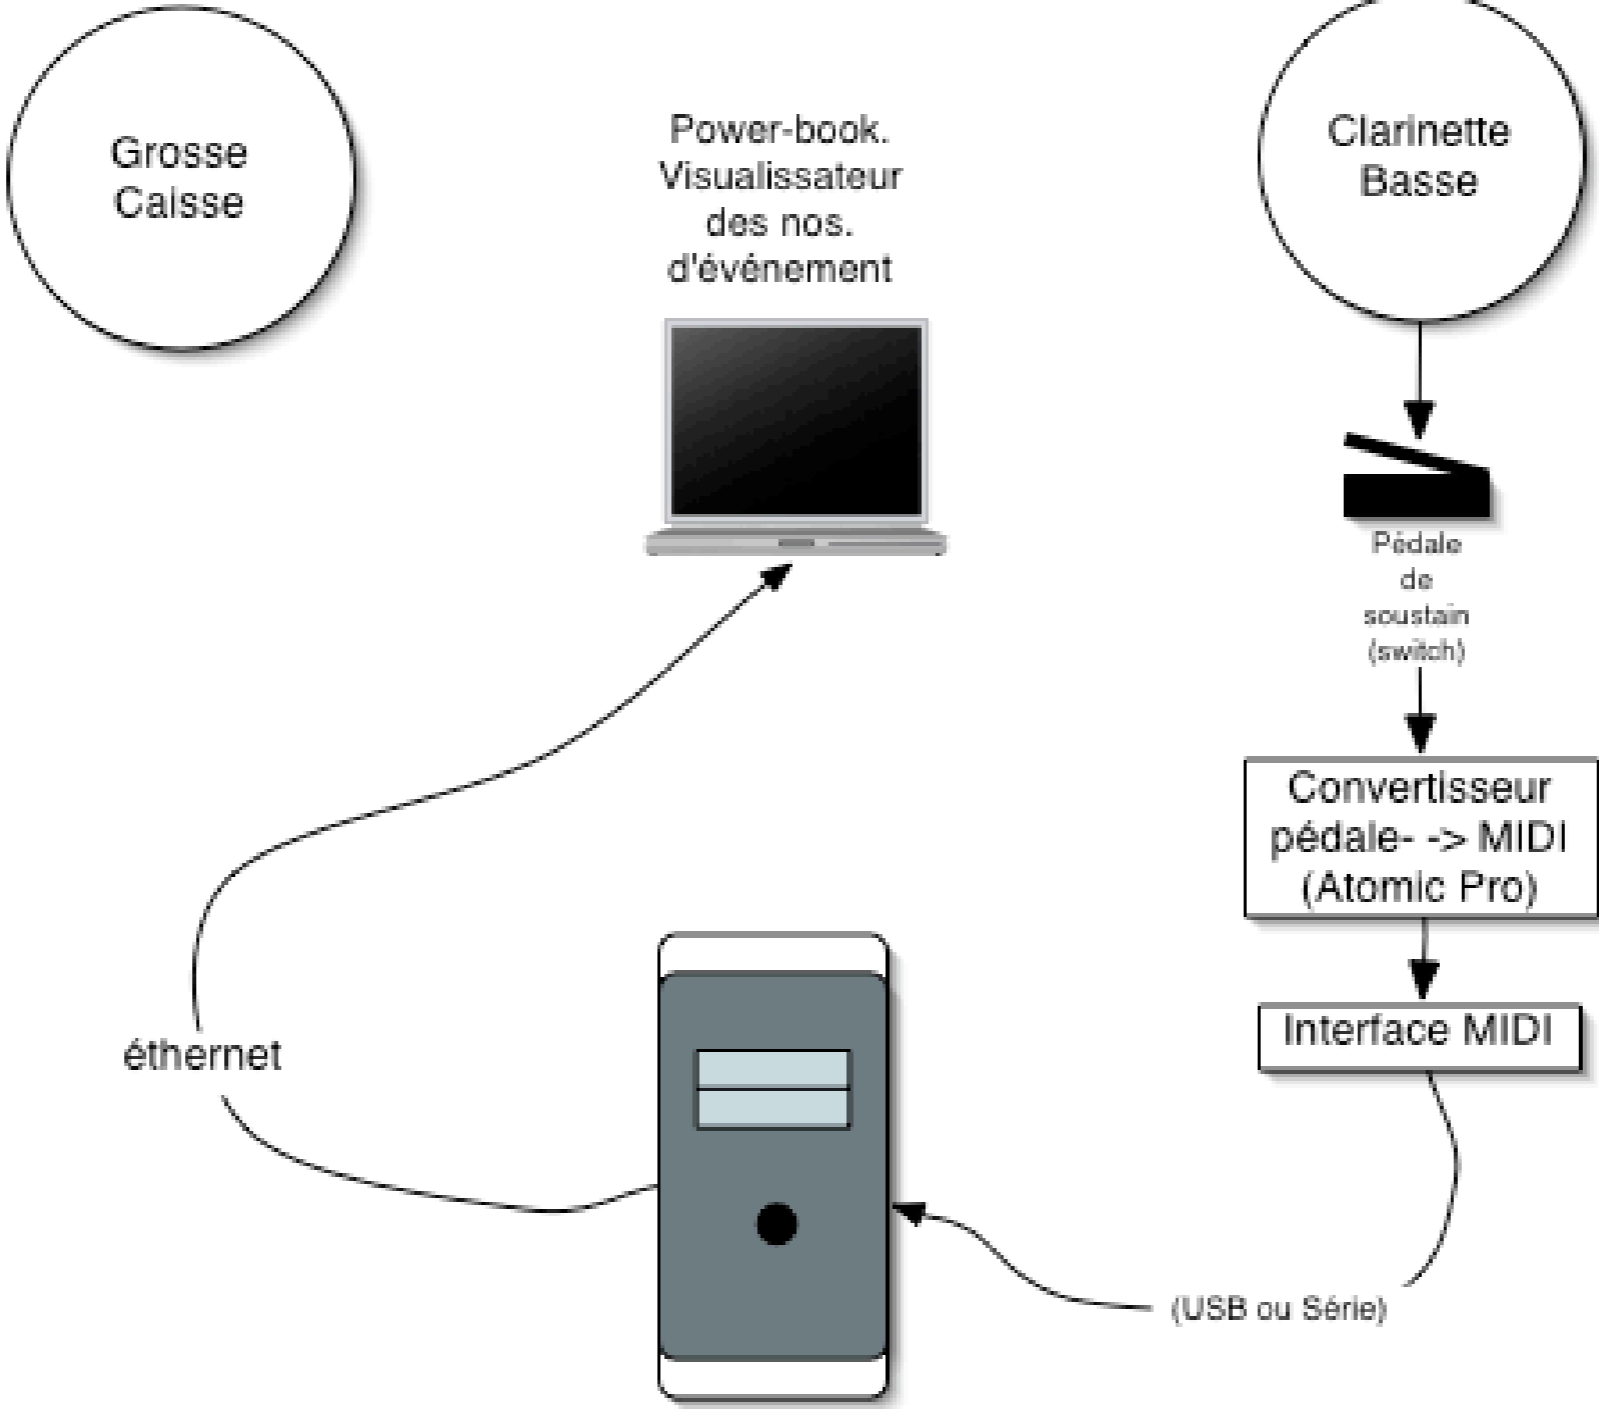 Grosse
Caisse
Power-book.
Visualissateur
des nos.
d'événement
Clarinette
Basse
Pédale
de
soustain
(switch)
Convertisseur
pédale- -> MIDI
(Atomic Pro)
Interface MIDI
éthernet
(USB ou Série)